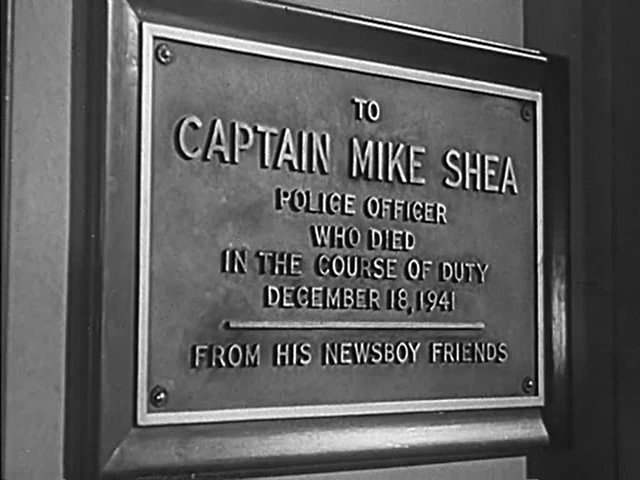 TO
CAPTAIN MIKE SHEA
POLICE OFFICER
WHO DIED
IN THE COURSE OF DUTY
DECEMBER 18, 1941
FROM HIS NEWSBOY FRIENDS